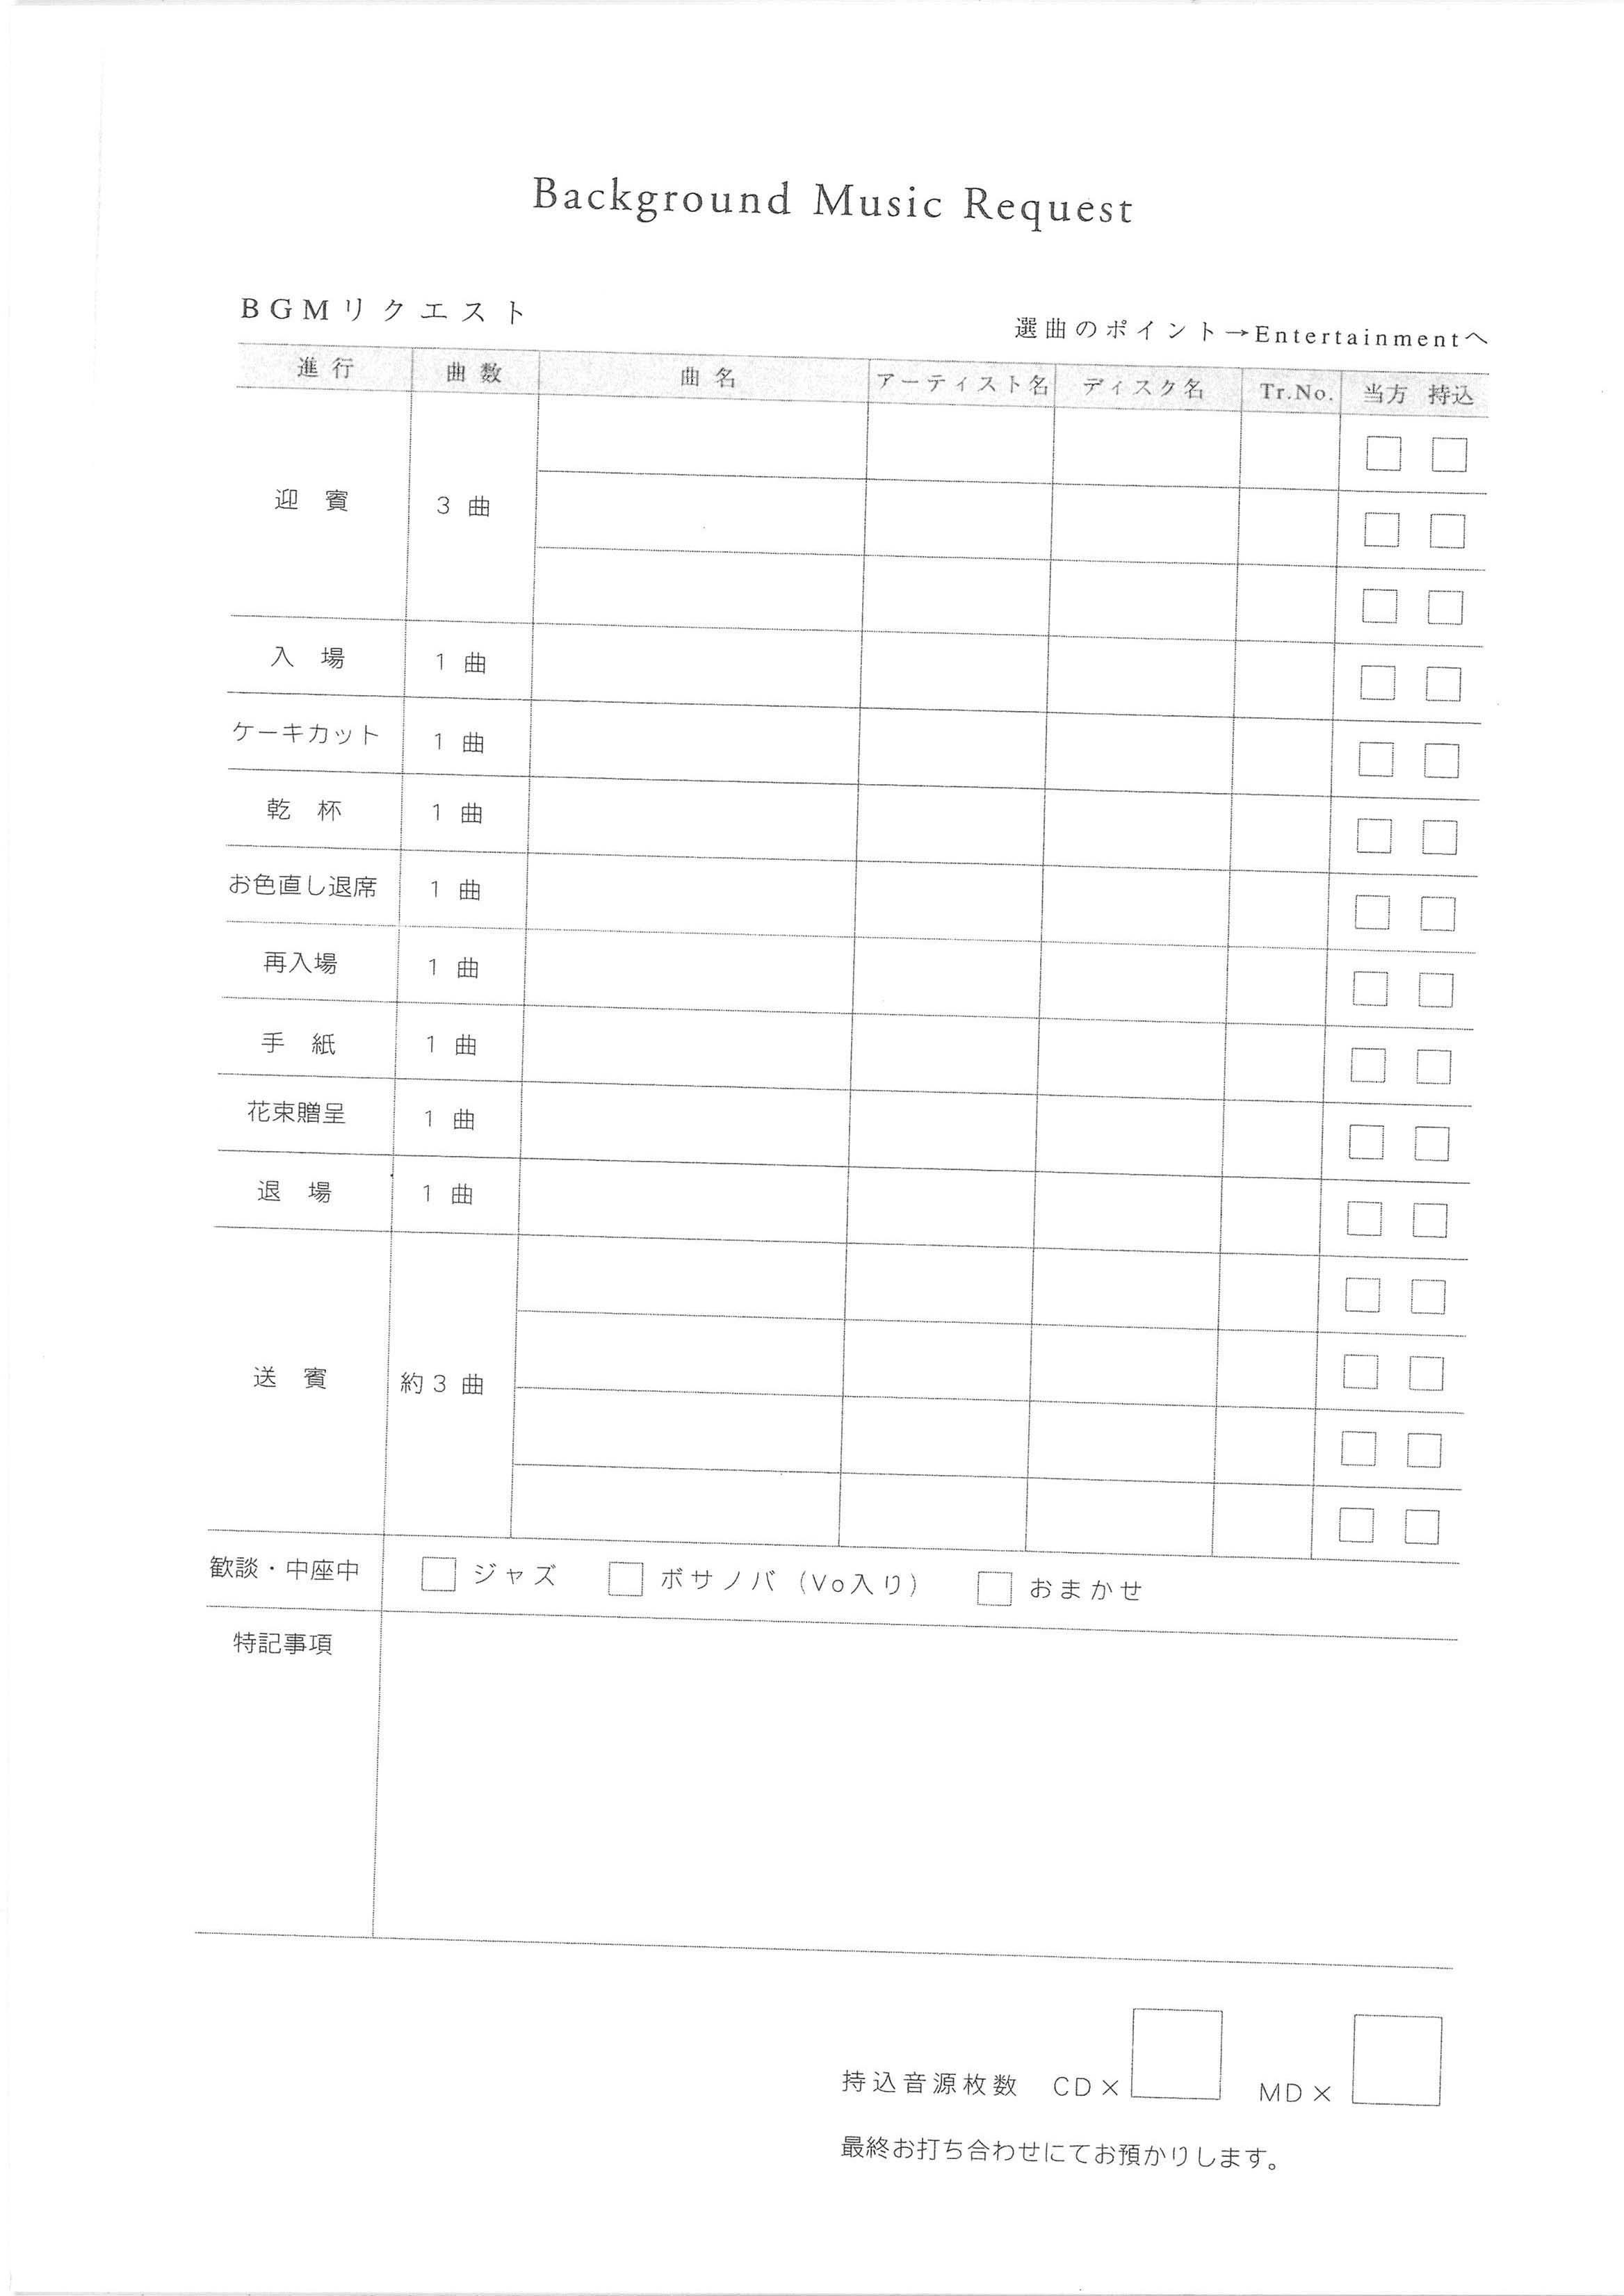 Background Music Request
BGMリクエスト
選曲のポイント→Entertainmentへ
進行 曲数 曲名 アーティスト名 ディスク名 Tr.No. 当方 持込
迎賓 3曲
入場 1曲
ケーキカット 1曲
乾杯 1曲
お色直し退席 1曲
再入場 1曲
手紙 1曲
花束贈呈 1曲
退場 1曲
送賓 約3曲
歓談・中座中 ジャズ ボサノバ（Vo入り） おまかせ
特記事項
持込音源枚数 CD× MD×
最終お打ち合わせにてお預かりします。